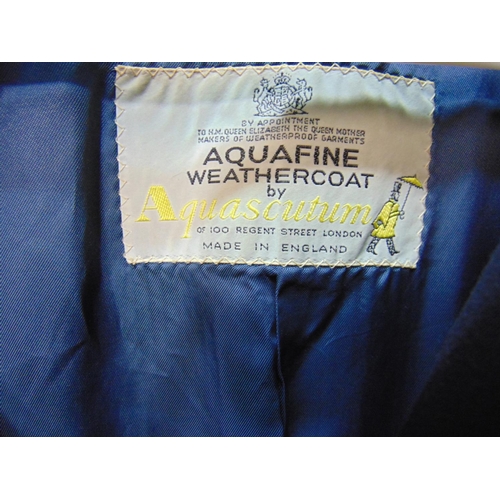 BY APPOINTMENT
TO H.M. QUEEN ELIZABETH THE QUEEN MOTHER
MAKERS OF WEATHERPROOF GARMENTS
AQUAFINE
WEATHERCOAT
by
Aquascutum
OF 100 REGENT STREET LONDON
MADE IN ENGLAND